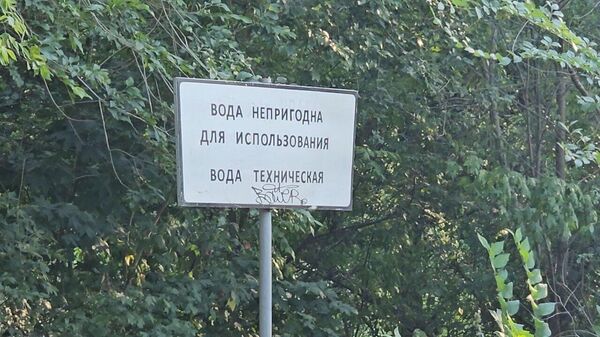 ВОДА НЕПРИГОДНА
ДЛЯ ИСПОЛЬЗОВАНИЯ
ВОДА ТЕХНИЧЕСКАЯ